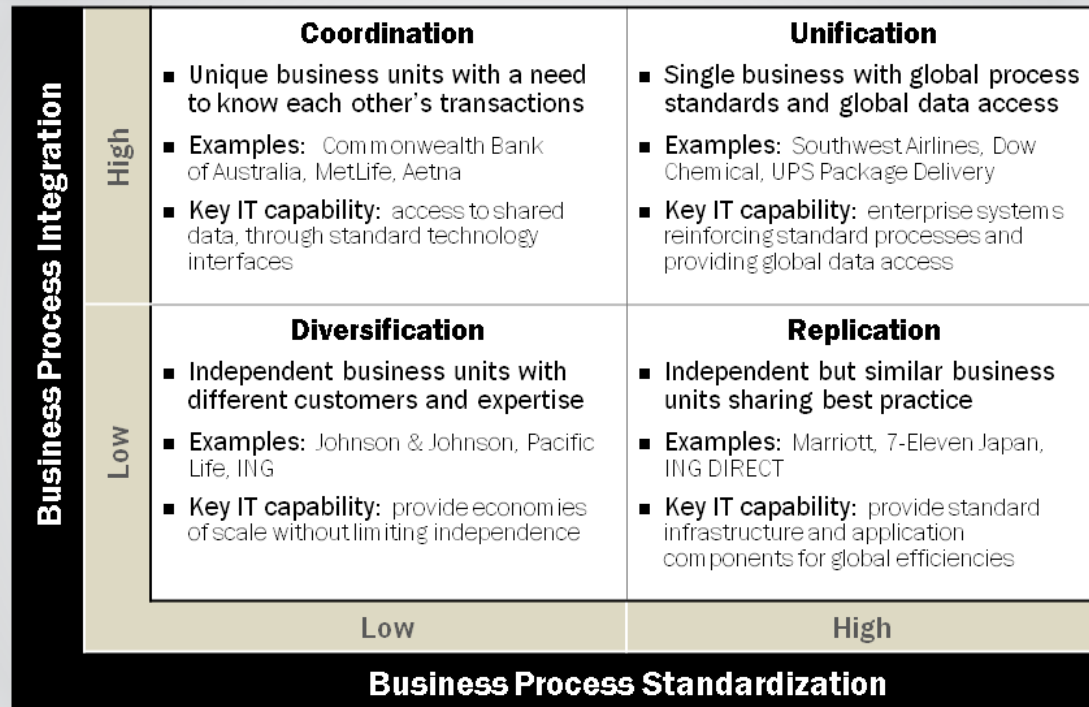 Business Process Integration
High
Coordination
■ Unique business units with a need
to know each other's transactions
■ Examples: Commonwealth Bank
of Australia, MetLife, Aetna
■ Key IT capability: access to shared
data, through standard technology
interfaces
Unification
■ Single business with global process
standards and global data access
■ Examples: Southwest Airlines, Dow
Chemical, UPS Package Delivery
■ Key IT capability: enterprise systems
reinforcing standard processes and
providing global data access
Low
Diversification
■ Independent business units with
different customers and expertise
■ Examples: Johnson & Johnson, Pacific
Life, ING
■ Key IT capability: provide economies
of scale without limiting independence
Replication
■ Independent but similar business
units sharing best practice
■ Examples: Marriott, 7-Eleven Japan,
ING DIRECT
■ Key IT capability: provide standard
infrastructure and application
components for global efficiencies
Low
High
Business Process Standardization